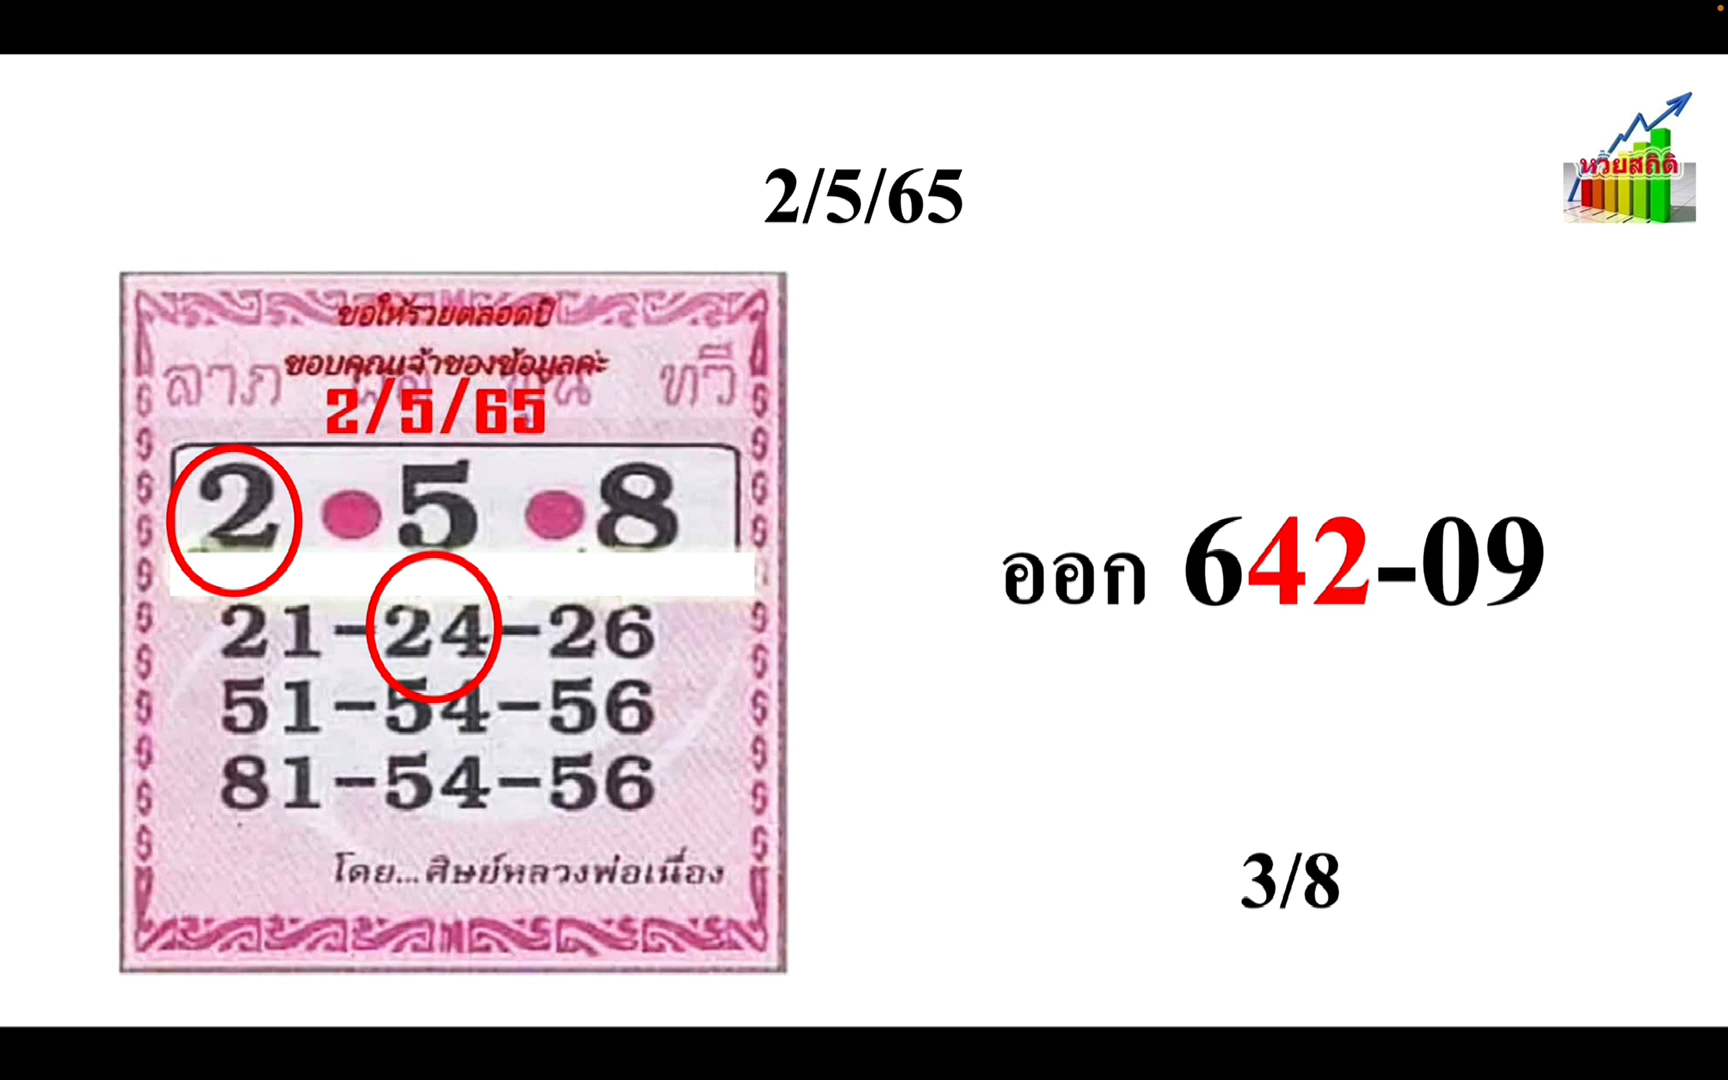 2/5/65
หวยสถิติ
ขอให้รวยตลอดปี
ขอบคุณเจ้าของข้อมูลค่ะ
ลาภ ทวี
2/5/65
2 5 8
21-24-26
51-54-56
81-54-56
โดย...ศิษย์หลวงพ่อเนื่อง
ออก 642-09
3/8